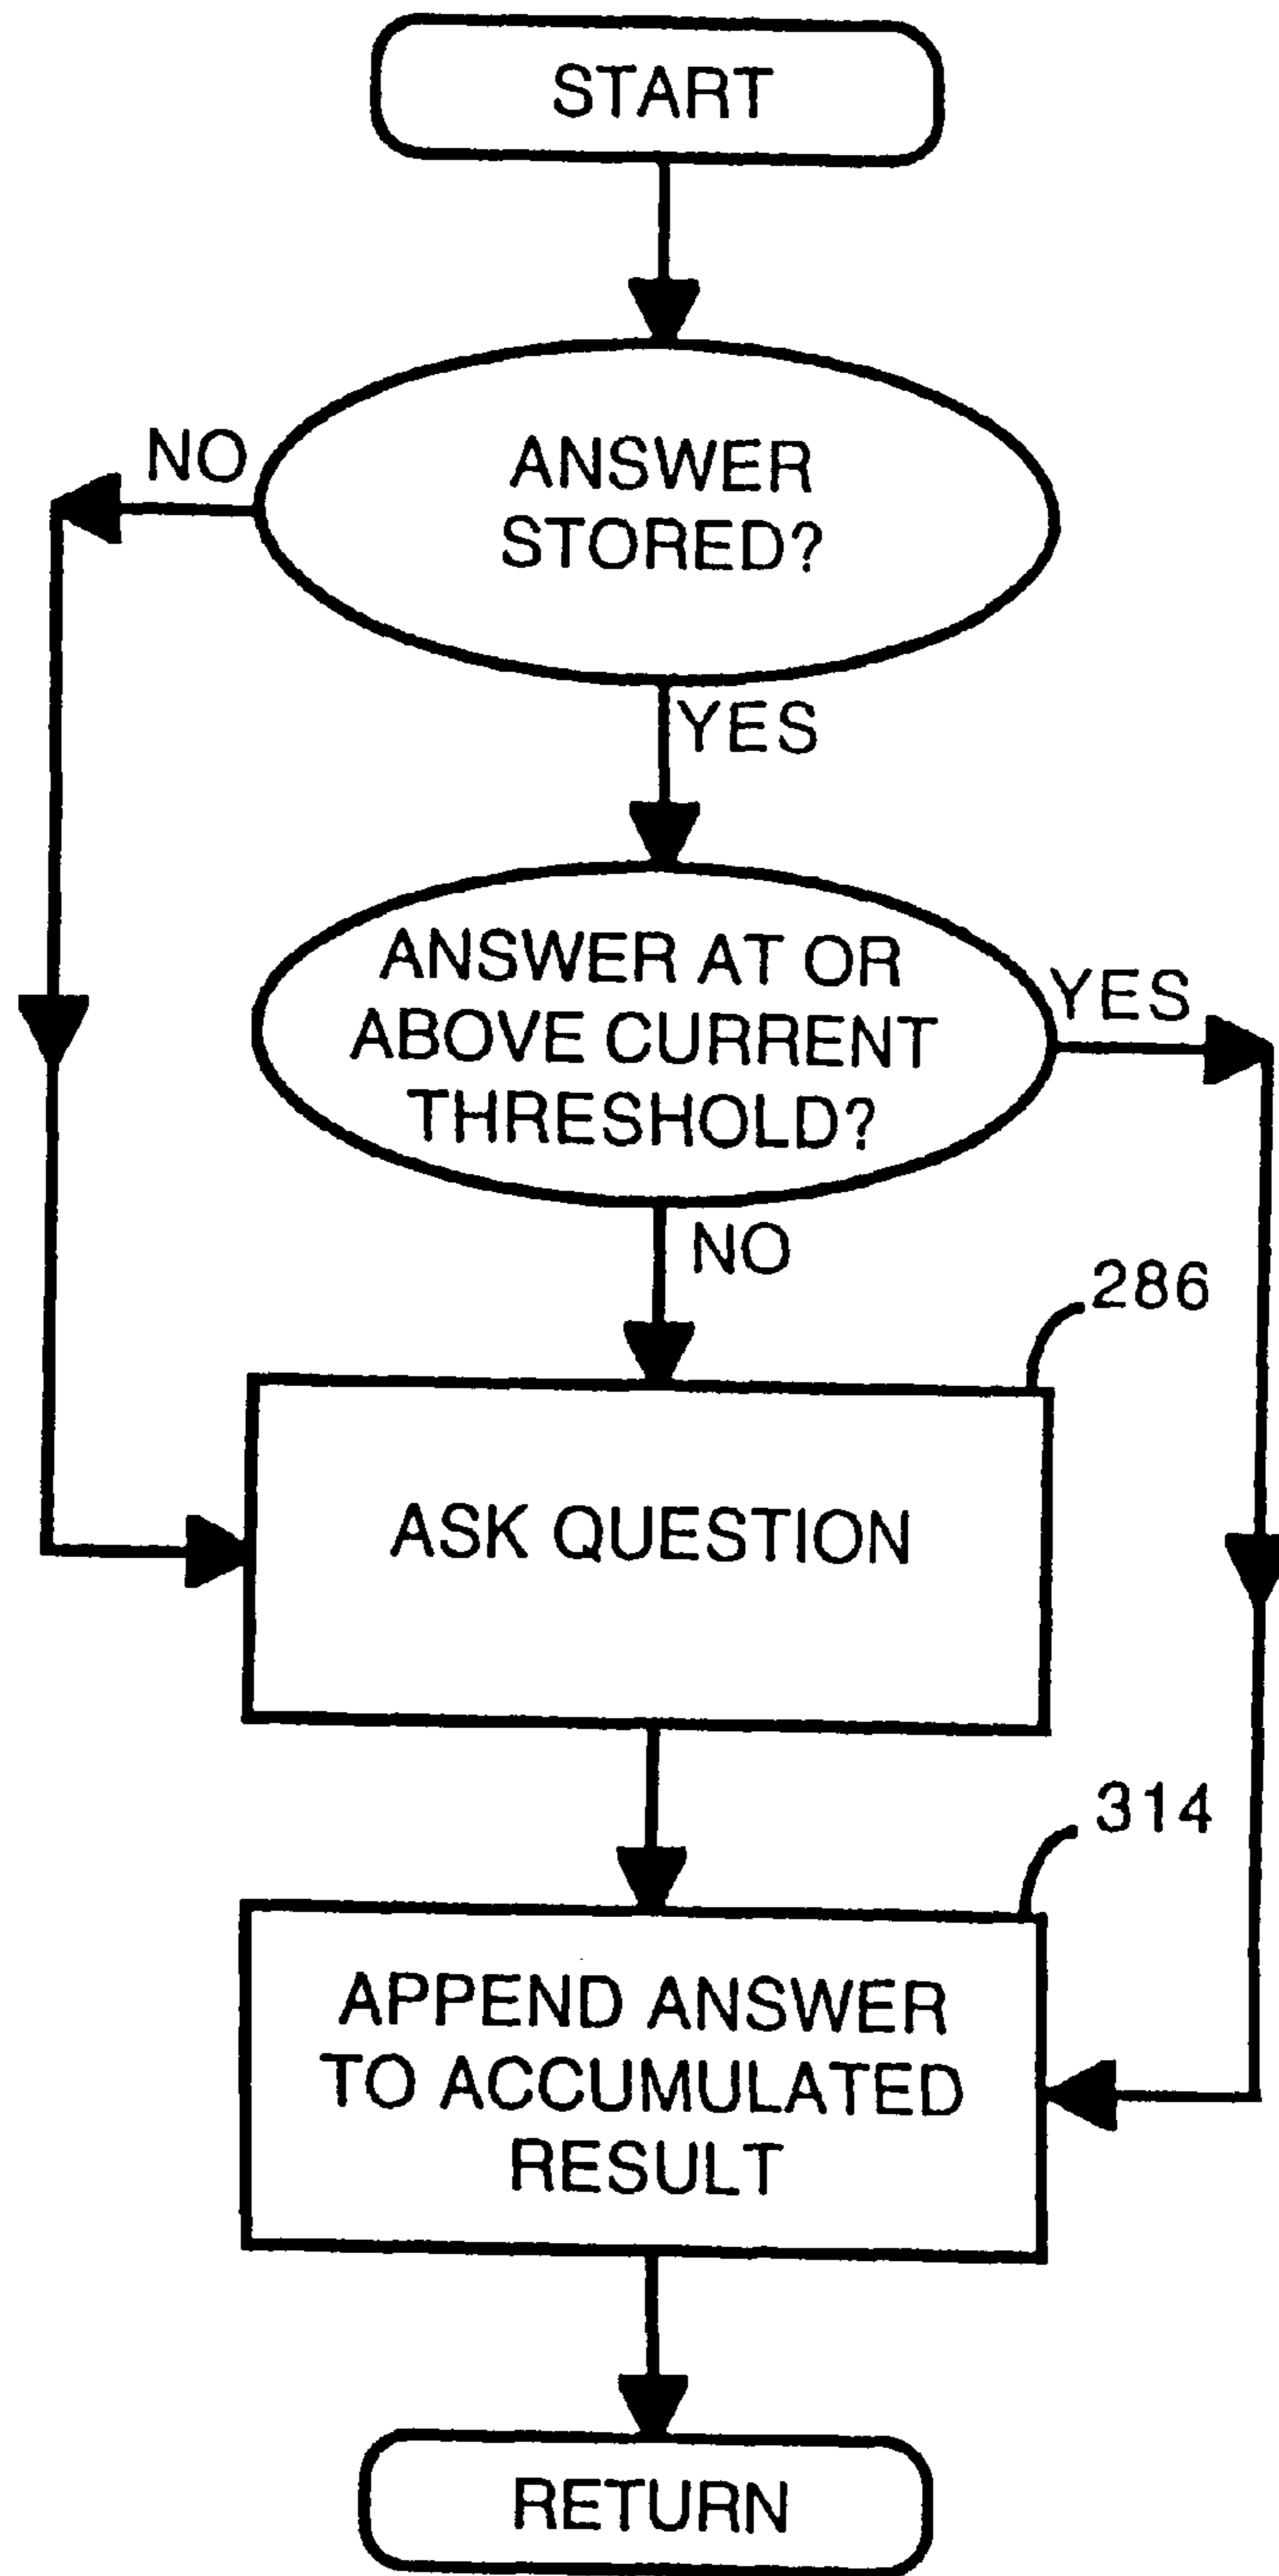 START
NO
ANSWER
STORED?
YES
ANSWER AT OR
ABOVE CURRENT
THRESHOLD?
YES
NO
286
ASK QUESTION
314
APPEND ANSWER
TO ACCUMULATED
RESULT
RETURN